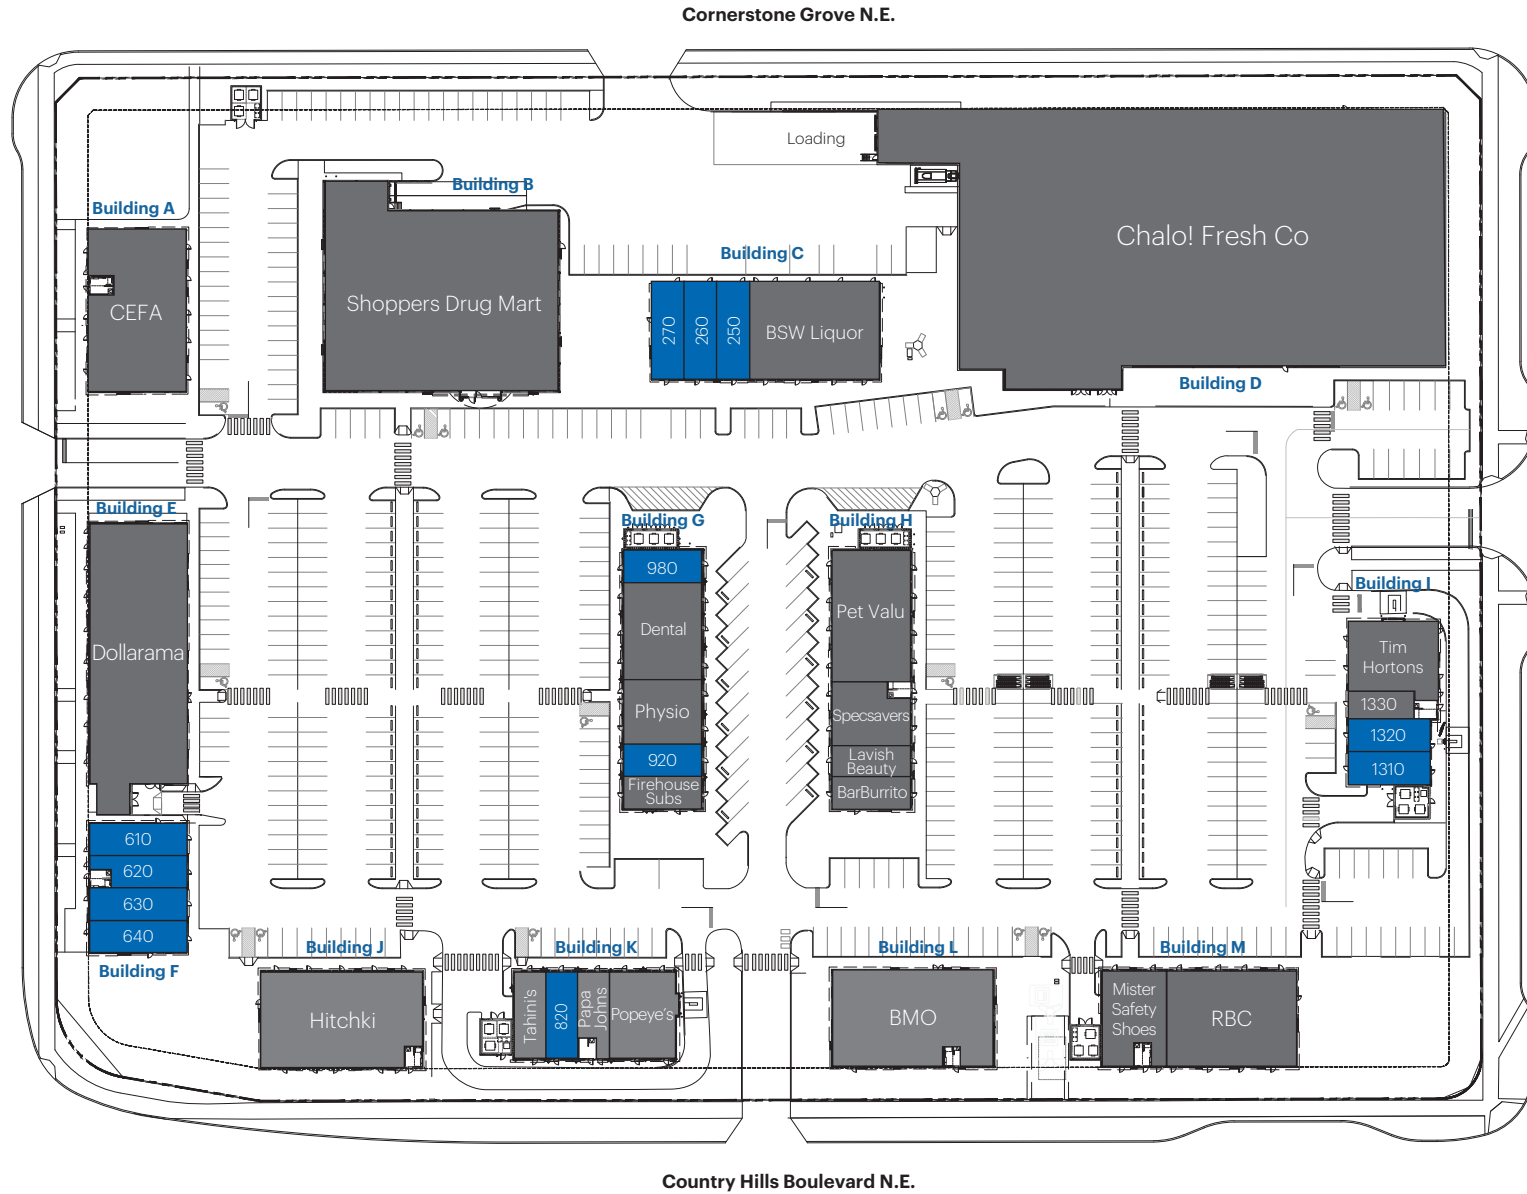 Cornerstone Grove N.E.
Loading
Building A
Building B
Building C
Chalo! Fresh Co
CEFA
Shoppers Drug Mart
270
260
250
BSW Liquor
Building D
Building E
Building G
Building H
980
Dental
Physio
920
Firehouse
Subs
Pet Valu
Specsavers
Lavish
Beauty
BarBurrito
Building I
Tim
Hortons
1330
1320
1310
Dollarama
610
620
630
640
Building F
Building J
Building K
Building L
Building M
Hitchki
Tahini's
820
Papa
Johns
Popeye's
BMO
Mister
Safety
Shoes
RBC
Country Hills Boulevard N.E.